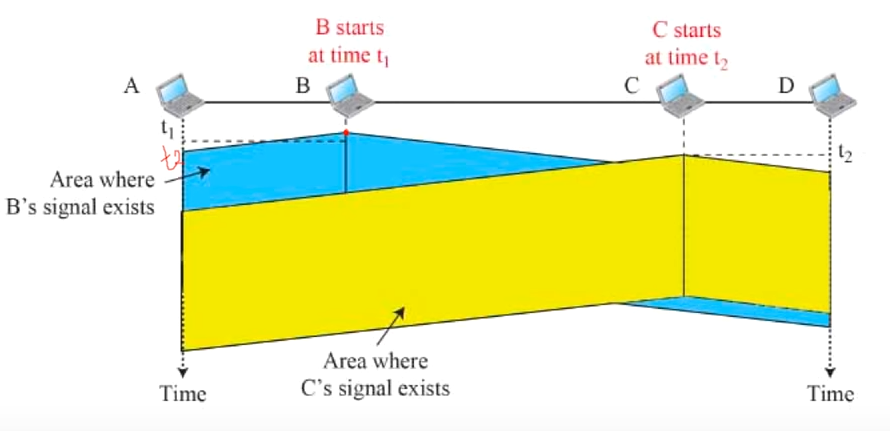 B starts
at time t₁
C starts
at time t₂
A
B
C
D
t₁
t₂
t₂
Area where
B's signal exists
Area where
C's signal exists
Time
Time